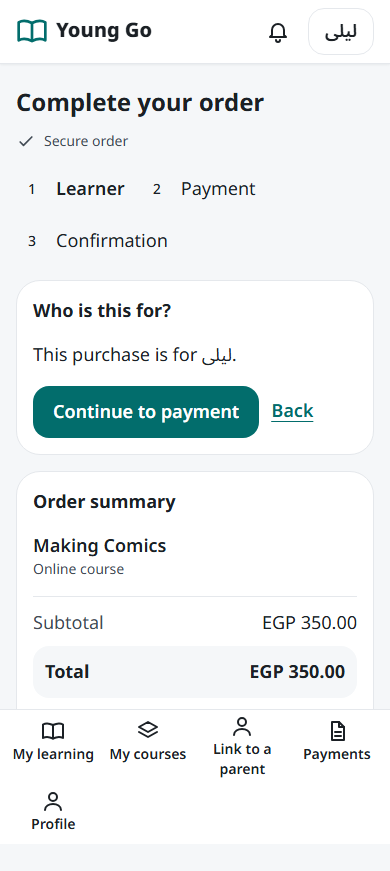 Young Go
ليلى
Complete your order
Secure order
1 Learner 2 Payment
3 Confirmation
Who is this for?
This purchase is for ليلى.
Continue to payment Back
Order summary
Making Comics
Online course
Subtotal EGP 350.00
Total EGP 350.00
My learning My courses Link to a parent Payments
Profile